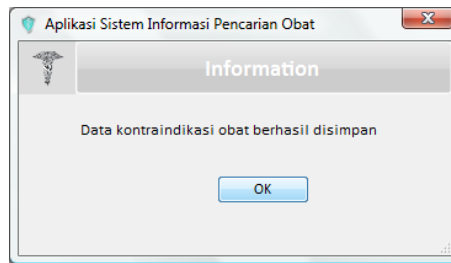 Aplikasi Sistem Informasi Pencarian Obat
Information
Data kontraindikasi obat berhasil disimpan
OK